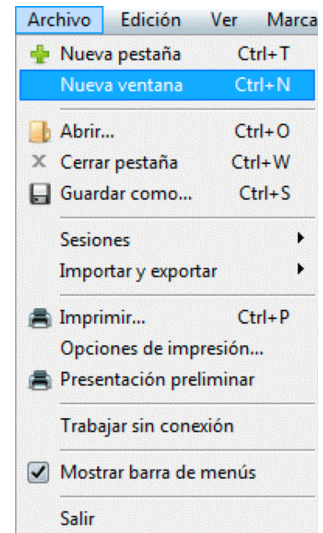 Archivo Edición Ver Marca
Nueva pestaña Ctrl+T
Nueva ventana Ctrl+N
Abrir... Ctrl+O
Cerrar pestaña Ctrl+W
Guardar como... Ctrl+S
Sesiones
Importar y exportar
Imprimir... Ctrl+P
Opciones de impresión...
Presentación preliminar
Trabajar sin conexión
Mostrar barra de menús
Salir